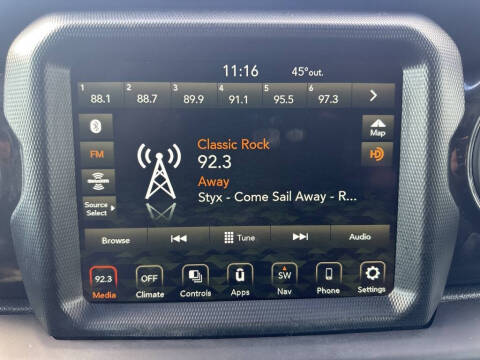 11:16 45°out.
1 88.1 2 88.7 3 89.9 4 91.1 5 95.5 6 97.3
Classic Rock
Map
FM
92.3
HD
Away
Styx - Come Sail Away - R...
Source
Select
Browse Tune Audio
92.3 OFF SW
Media Climate Controls Apps Nav Phone Settings